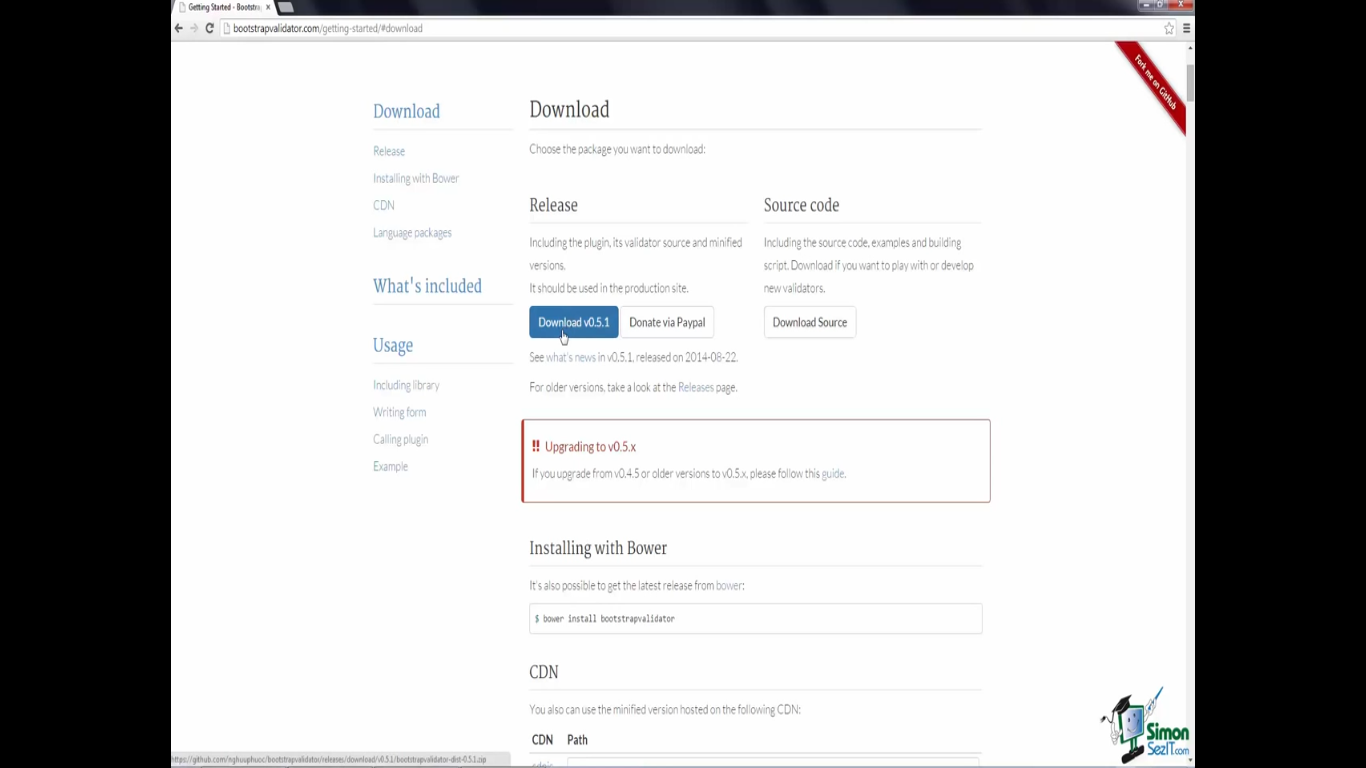 Getting Started - Bootstra
bootstrapvalidator.com/getting-started/#download
Fork me on GitHub
Download
Release
Installing with Bower
CDN
Language packages
What's included
Usage
Including library
Writing form
Calling plugin
Example
Download
Choose the package you want to download:
Release
Including the plugin, its validator source and minified
versions.
It should be used in the production site.
Download v0.5.1
Donate via Paypal
See what's news in v0.5.1, released on 2014-08-22.
For older versions, take a look at the Releases page.
Source code
Including the source code, examples and building
script. Download if you want to play with or develop
new validators.
Download Source
!! Upgrading to v0.5.x
If you upgrade from v0.4.5 or older versions to v0.5.x, please follow this guide.
Installing with Bower
It's also possible to get the latest release from bower:
$ bower install bootstrapvalidator
CDN
You also can use the minified version hosted on the following CDN:
CDN Path
https://github.com/nghuuphuoc/bootstrapvalidator/releases/download/v0.5.1/bootstrapvalidator-dist-0.5.1.zip
Simon
SezIT.com